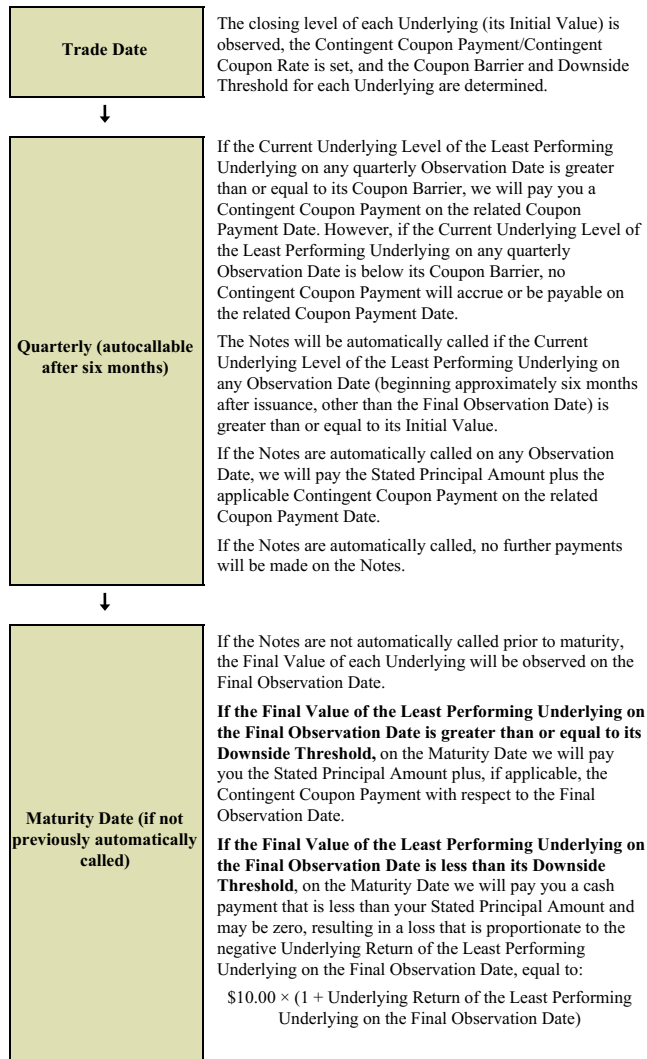 Trade Date
The closing level of each Underlying (its Initial Value) is
observed, the Contingent Coupon Payment/Contingent
Coupon Rate is set, and the Coupon Barrier and Downside
Threshold for each Underlying are determined.
Quarterly (autocallable
after six months)
If the Current Underlying Level of the Least Performing
Underlying on any quarterly Observation Date is greater
than or equal to its Coupon Barrier, we will pay you a
Contingent Coupon Payment on the related Coupon
Payment Date. However, if the Current Underlying Level of
the Least Performing Underlying on any quarterly
Observation Date is below its Coupon Barrier, no
Contingent Coupon Payment will accrue or be payable on
the related Coupon Payment Date.
The Notes will be automatically called if the Current
Underlying Level of the Least Performing Underlying on
any Observation Date (beginning approximately six months
after issuance, other than the Final Observation Date) is
greater than or equal to its Initial Value.
If the Notes are automatically called on any Observation
Date, we will pay the Stated Principal Amount plus the
applicable Contingent Coupon Payment on the related
Coupon Payment Date.
If the Notes are automatically called, no further payments
will be made on the Notes.
Maturity Date (if not
previously automatically
called)
If the Notes are not automatically called prior to maturity,
the Final Value of each Underlying will be observed on the
Final Observation Date.
If the Final Value of the Least Performing Underlying on
the Final Observation Date is greater than or equal to its
Downside Threshold, on the Maturity Date we will pay
you the Stated Principal Amount plus, if applicable, the
Contingent Coupon Payment with respect to the Final
Observation Date.
If the Final Value of the Least Performing Underlying on
the Final Observation Date is less than its Downside
Threshold, on the Maturity Date we will pay you a cash
payment that is less than your Stated Principal Amount and
may be zero, resulting in a loss that is proportionate to the
negative Underlying Return of the Least Performing
Underlying on the Final Observation Date, equal to:
$10.00 × (1 + Underlying Return of the Least Performing
Underlying on the Final Observation Date)